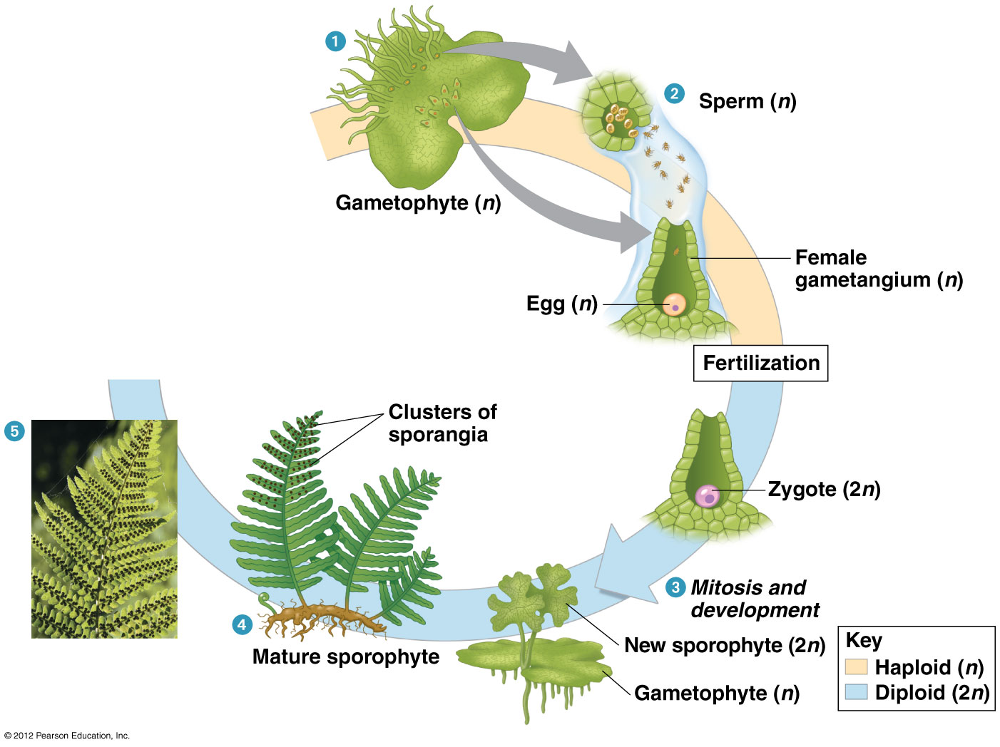 1
2
Sperm (n)
Gametophyte (n)
Female
gametangium (n)
Egg (n)
Fertilization
Clusters of
sporangia
5
Zygote (2n)
3 Mitosis and
development
4
Mature sporophyte
New sporophyte (2n)
Gametophyte (n)
Key
Haploid (n)
Diploid (2n)
© 2012 Pearson Education, Inc.